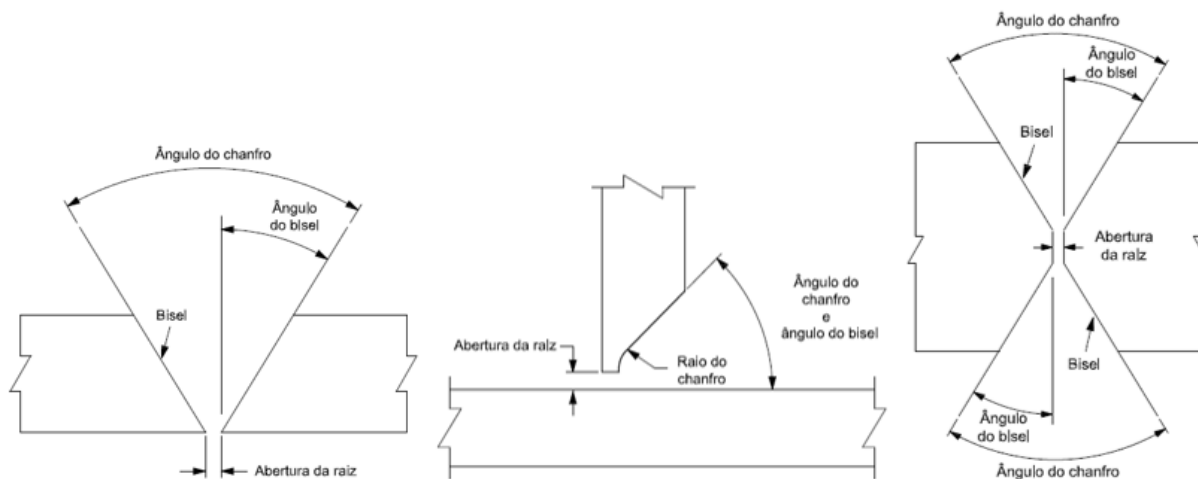 Ângulo do chanfro
Ângulo
do bisel
Bisel
Abertura da raiz
Abertura da raiz
Raio do
chanfro
Ângulo do
chanfro
e
ângulo do bisel
Ângulo do chanfro
Ângulo
do bisel
Bisel
Abertura
da raiz
Bisel
Ângulo
do bisel
Ângulo do chanfro